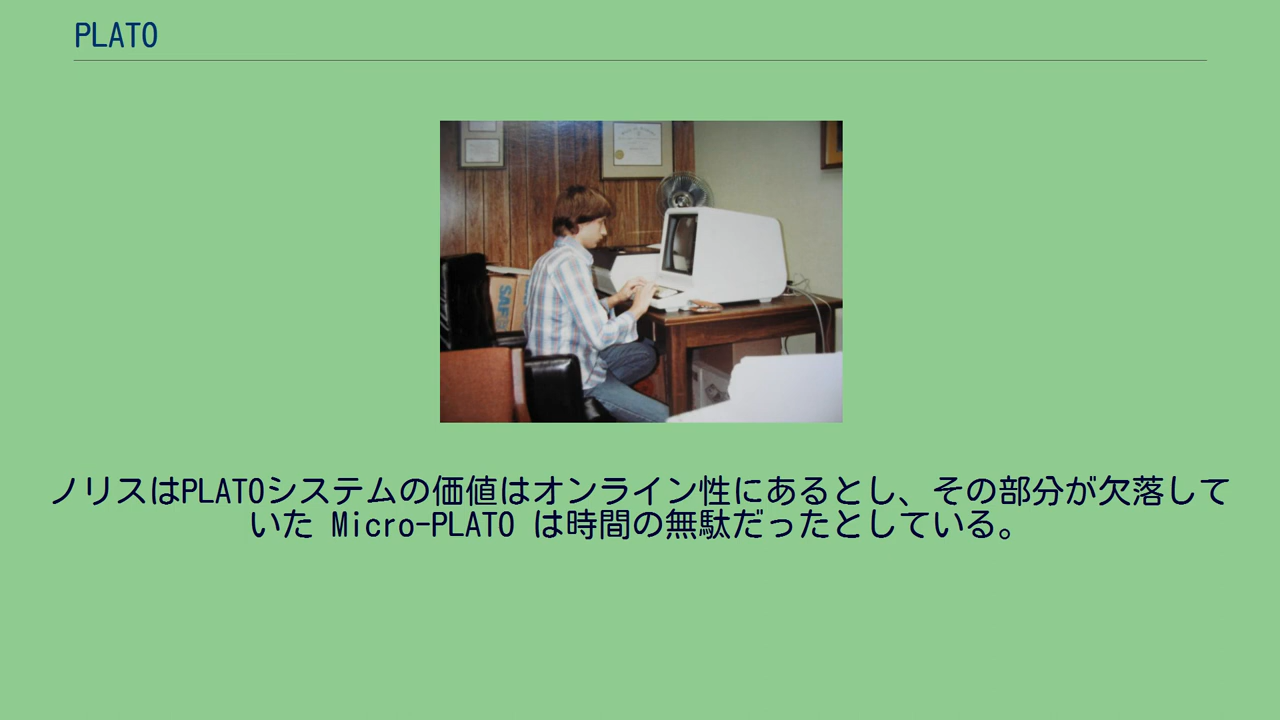 PLATO
SAF
ノリスはPLATOシステムの価値はオンライン性にあるとし、その部分が欠落して
いた Micro-PLATO は時間の無駄だったとしている。